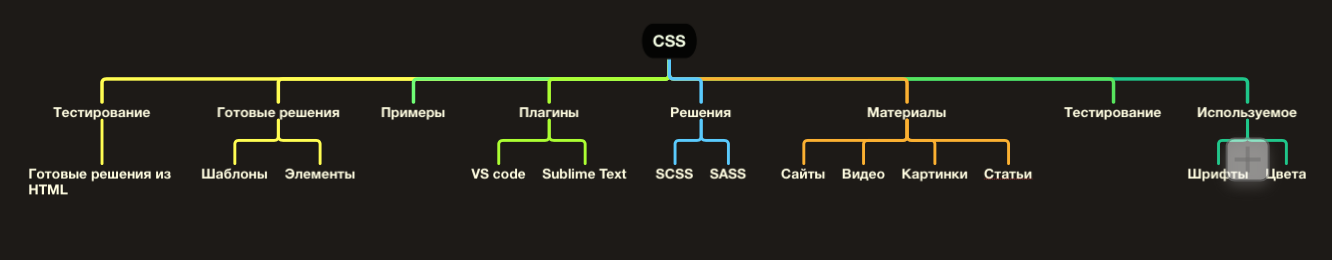 CSS
Тестирование
Готовые решения
Примеры
Плагины
Решения
Материалы
Тестирование
Используемое
Готовые решения из
HTML
Шаблоны
Элементы
VS code
Sublime Text
SCSS
SASS
Сайты
Видео
Картинки
Статьи
Шрифты
Цвета